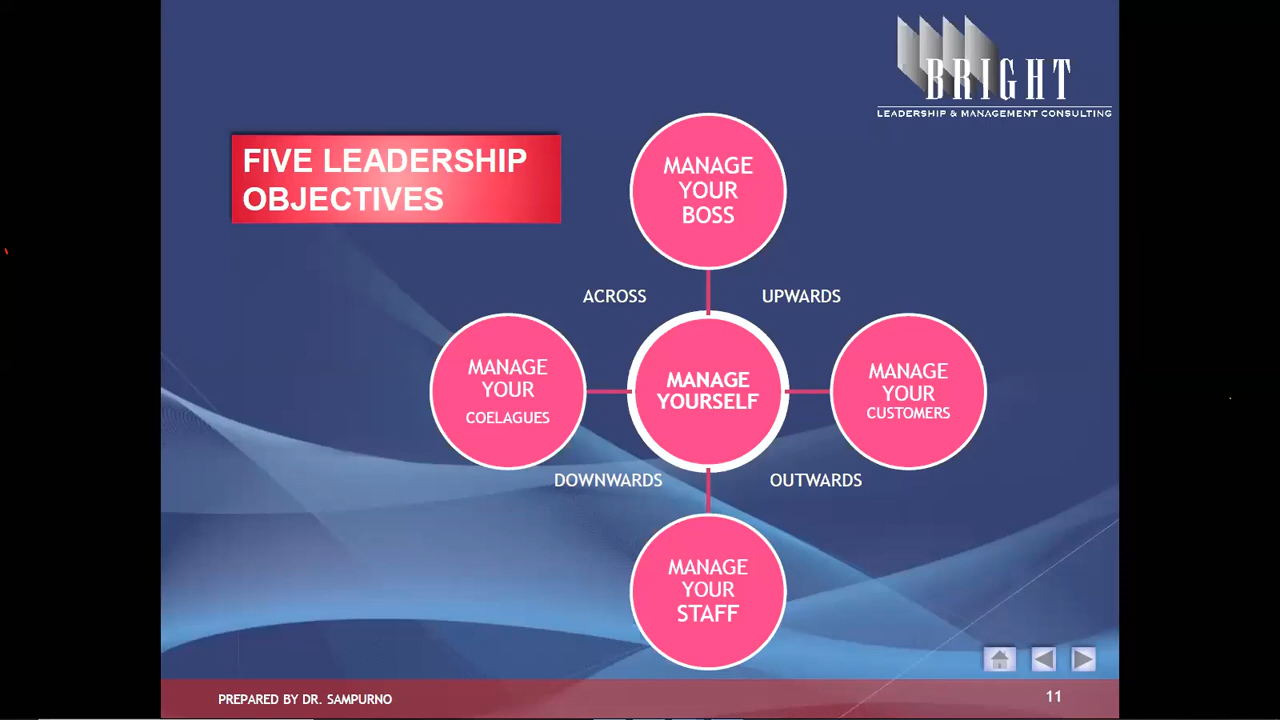 BRIGHT
LEADERSHIP & MANAGEMENT CONSULTING
FIVE LEADERSHIP
OBJECTIVES
MANAGE
YOUR
BOSS
ACROSS
UPWARDS
MANAGE
YOUR
COELAGUES
MANAGE
YOURSELF
MANAGE
YOUR
CUSTOMERS
DOWNWARDS
OUTWARDS
MANAGE
YOUR
STAFF
PREPARED BY DR. SAMPURNO
11